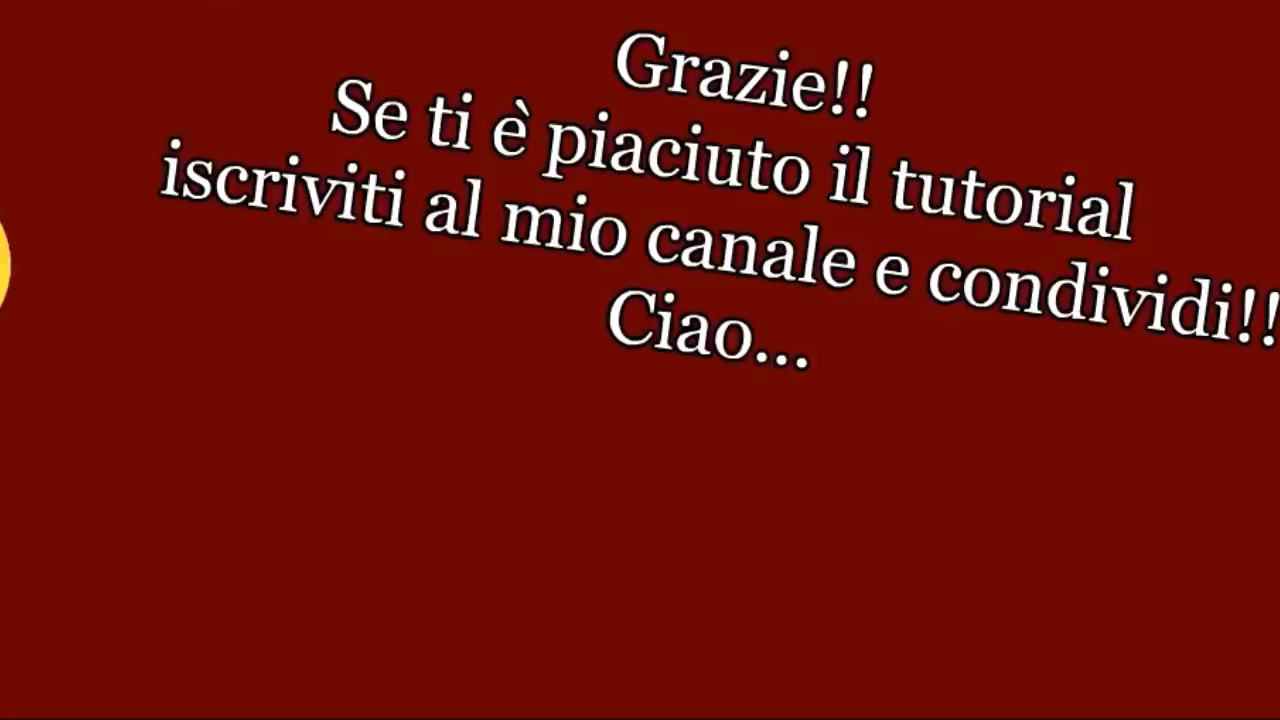 Grazie!!
Se ti è piaciuto il tutorial
iscriviti al mio canale e condividi!!
Ciao...